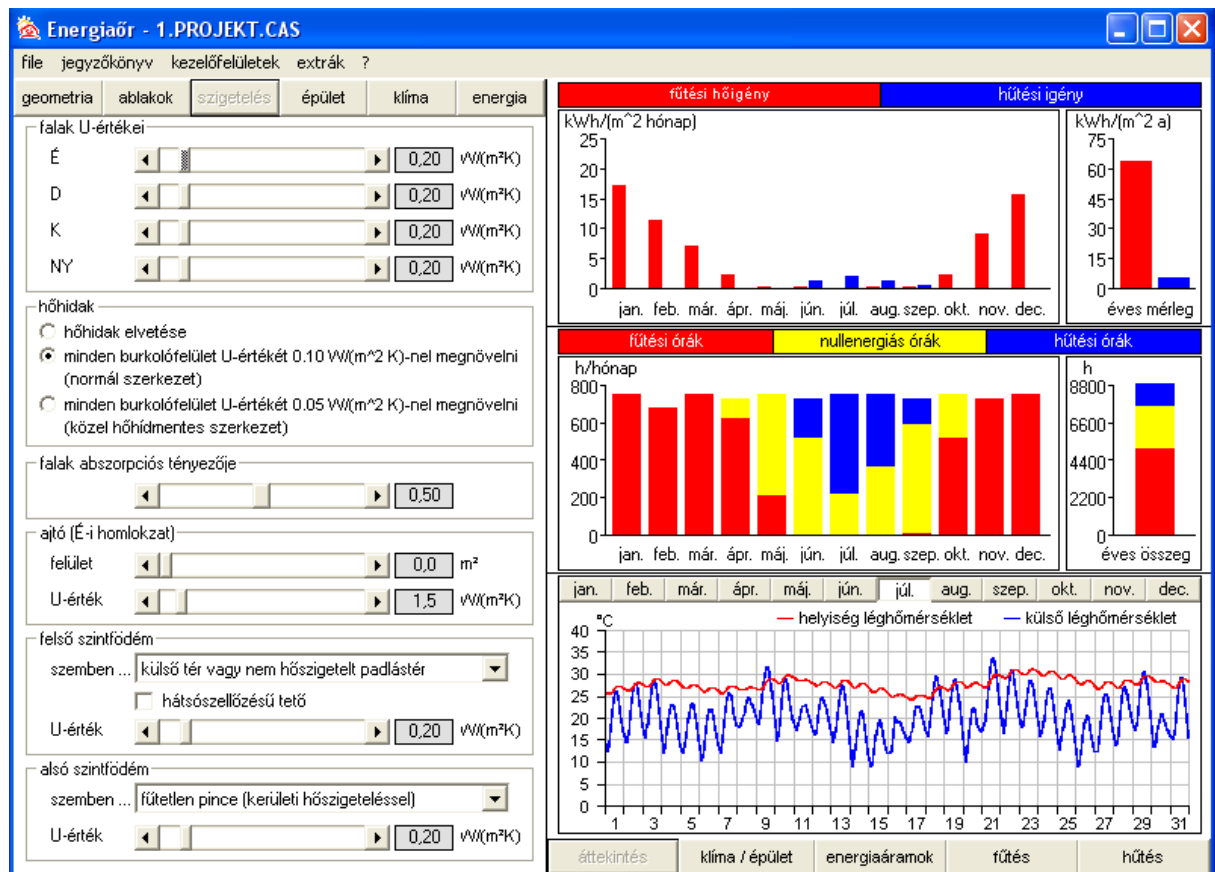 Energiaőr - 1.PROJEKT.CAS
file jegyzőkönyv kezelőfelületek extrák ?
geometria ablakok szigetelés épület klíma energia
falak U-értékei
É 0,20 W/(m²K)
D 0,20 W/(m²K)
K 0,20 W/(m²K)
NY 0,20 W/(m²K)
hőhidak
hőhidak elvetése
minden burkolófelület U-értékét 0.10 W/(m^2 K)-nel megnövelni
(normál szerkezet)
minden burkolófelület U-értékét 0.05 W/(m^2 K)-nel megnövelni
(közel hőhídmentes szerkezet)
falak abszorpciós tényezője
0,50
ajtó (É-i homlokzat)
felület 0,0 m²
U-érték 1,5 W/(m²K)
felső szintfödém
szemben ... külső tér vagy nem hőszigetelt padlástér
hátsószellőzésű tető
U-érték 0,20 W/(m²K)
alsó szintfödém
szemben ... fűtetlen pince (kerületi hőszigeteléssel)
U-érték 0,20 W/(m²K)
fűtési hőigény hűtési igény
kWh/(m^2 hónap)
25
20
15
10
5
0
jan. feb. már. ápr. máj. jún. júl. aug. szep. okt. nov. dec.
kWh/(m^2 a)
75
60
45
30
15
0
éves mérleg
fűtési órák nullenergiás órák hűtési órák
h/hónap
800
600
400
200
0
jan. feb. már. ápr. máj. jún. júl. aug. szep. okt. nov. dec.
h
8800
6600
4400
2200
0
éves összeg
jan. feb. már. ápr. máj. jún. júl. aug. szep. okt. nov. dec.
°C helyiség léghőmérséklet külső léghőmérséklet
40
35
30
25
20
15
10
5
0
1 3 5 7 9 11 13 15 17 19 21 23 25 27 29 31
áttekintés klíma / épület energiaáramok fűtés hűtés